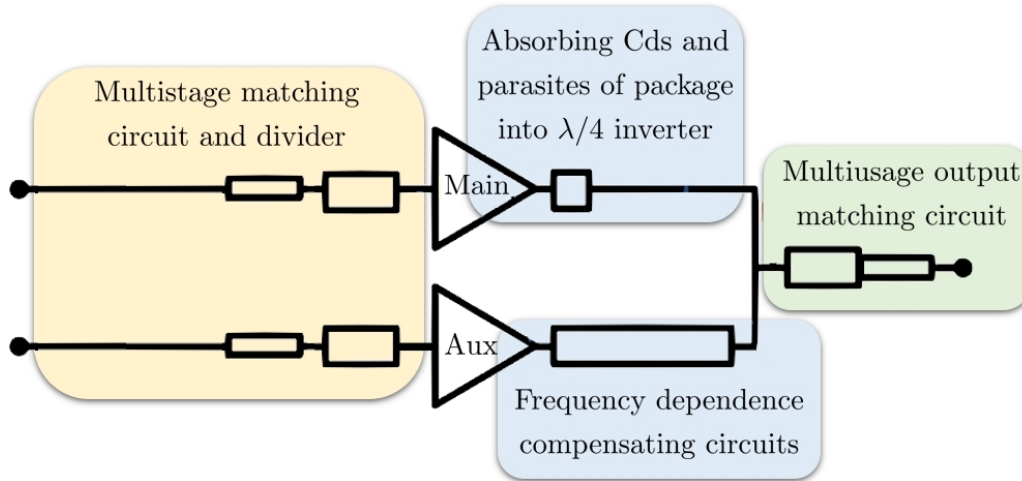 Absorbing Cds and
parasites of package
into λ/4 inverter
Multistage matching
circuit and divider
Main
Multiusage output
matching circuit
Aux
Frequency dependence
compensating circuits